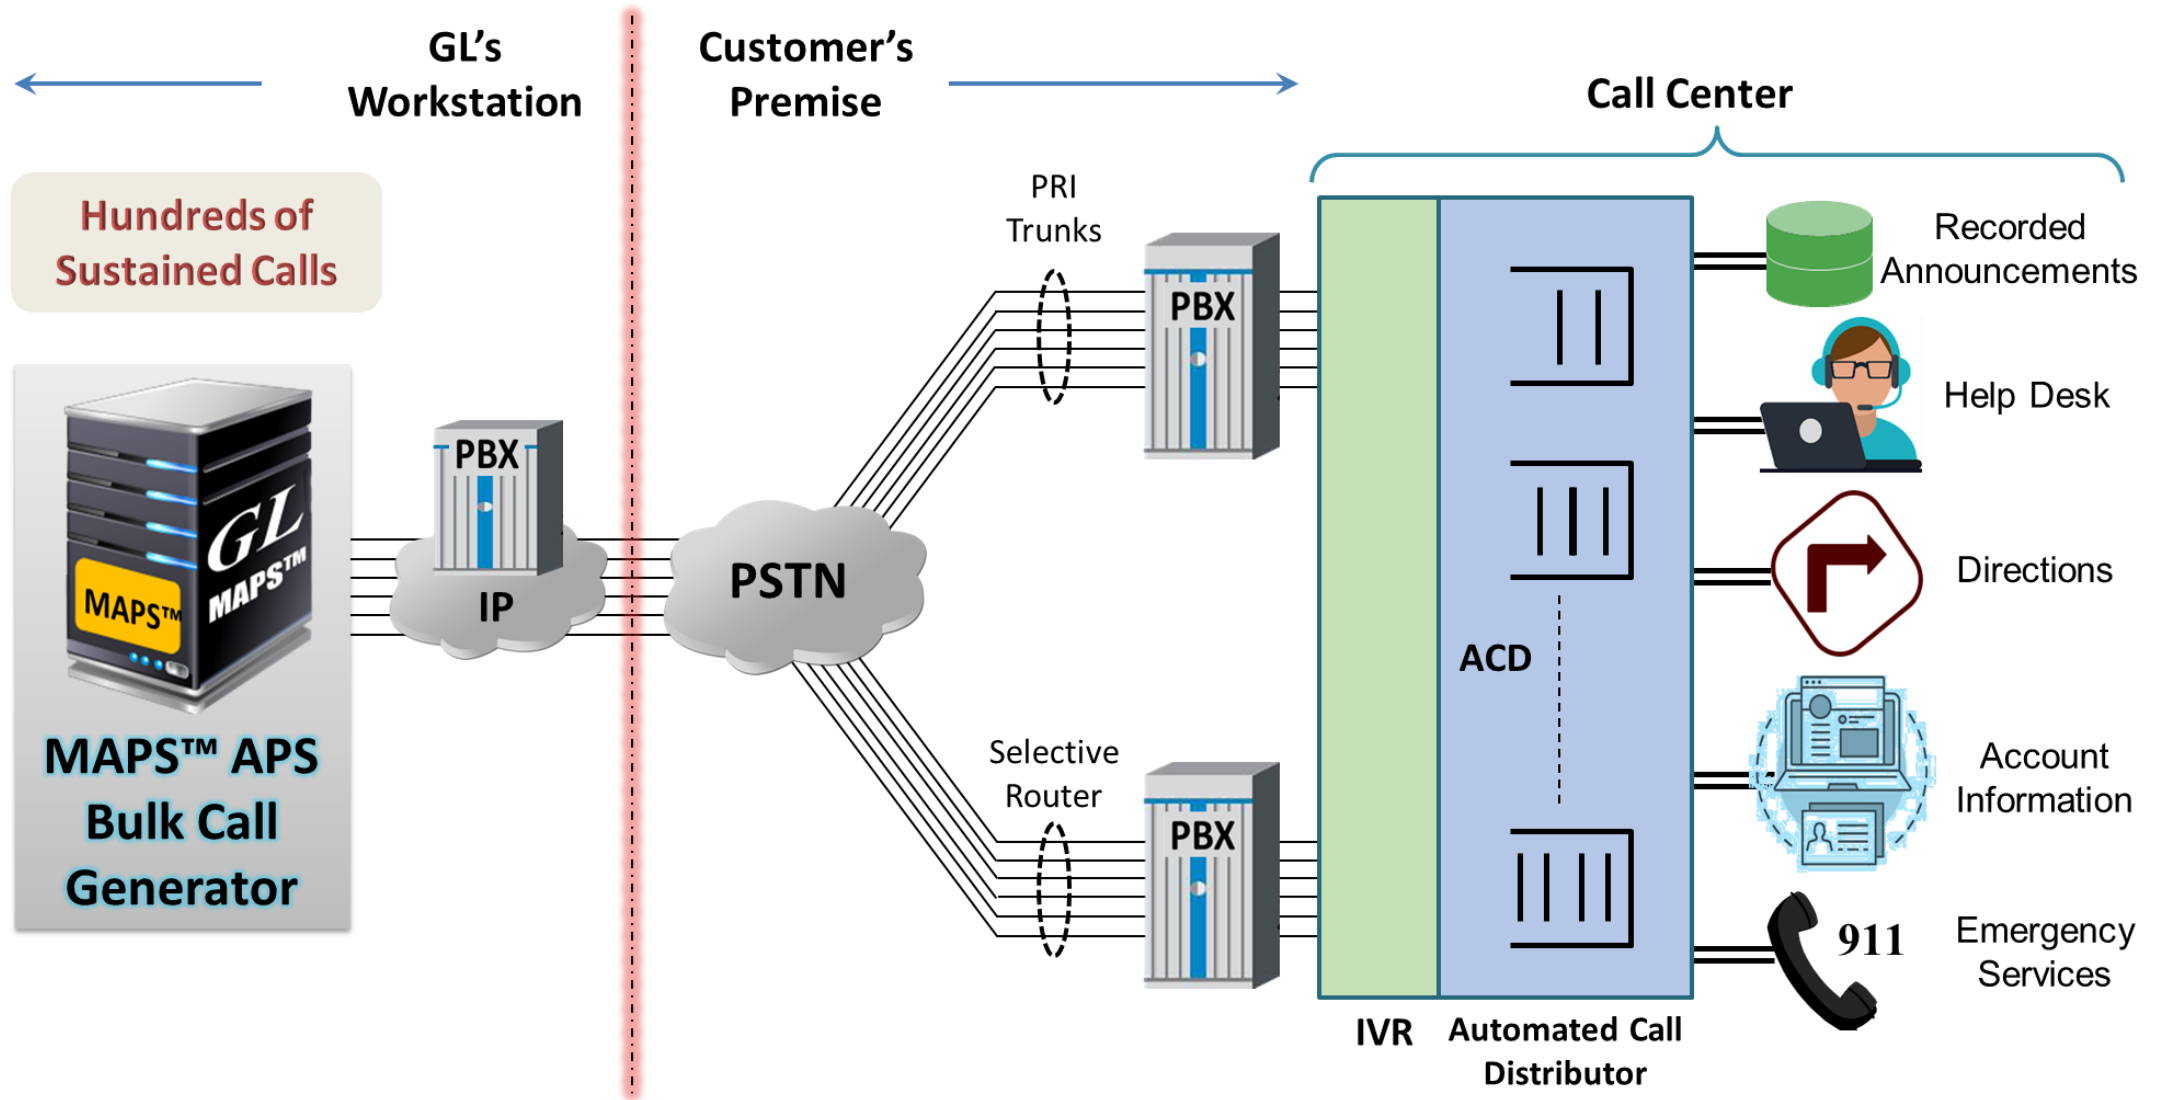 GL's
Workstation
Customer's
Premise
Call Center
Hundreds of
Sustained Calls
GL
MAPS™
MAPS™
MAPS™ APS
Bulk Call
Generator
PBX
IP
PSTN
PRI
Trunks
PBX
Selective
Router
PBX
ACD
IVR
Automated Call
Distributor
Recorded
Announcements
Help Desk
Directions
Account
Information
911
Emergency
Services